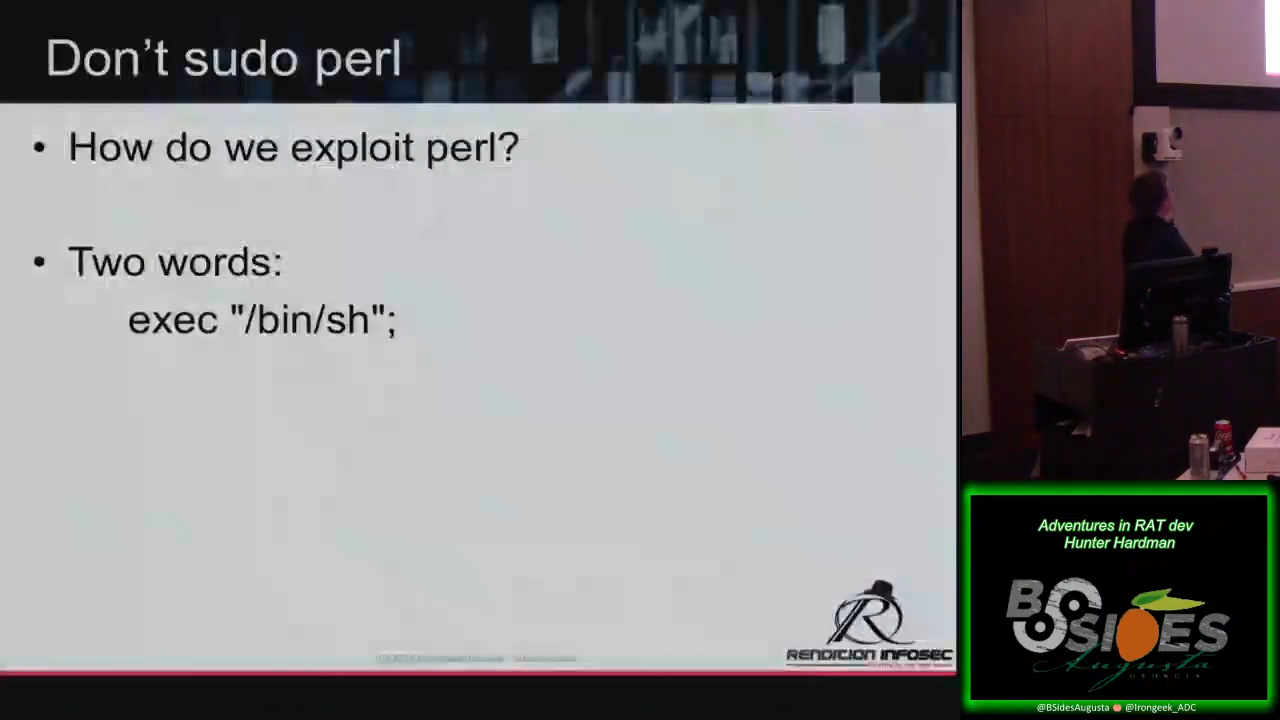 Don't sudo perl
• How do we exploit perl?
• Two words:
exec "/bin/sh";
RENDITION INFOSEC
Adventures in RAT dev
Hunter Hardman
BSIDES
Augusta
GEORGIA
@BSidesAugusta @Irongeek_ADC